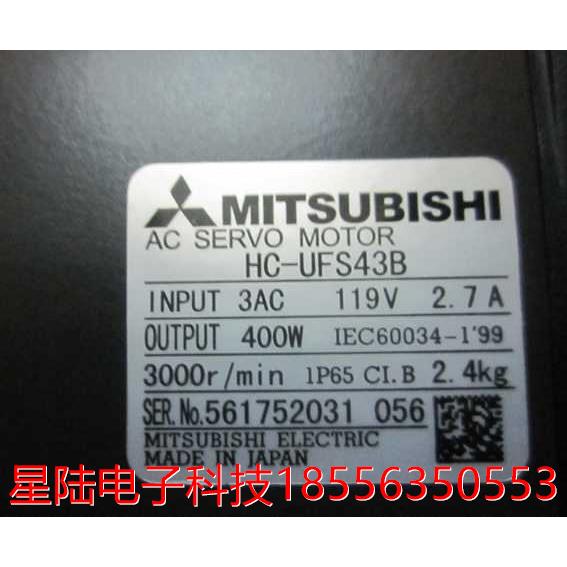 MITSUBISHI
AC SERVO MOTOR
HC-UFS43B
INPUT 3AC 119V 2.7A
OUTPUT 400W IEC60034-1'99
3000r/min IP65 CI.B 2.4kg
SER.No.561752031 056
MITSUBISHI ELECTRIC
MADE IN JAPAN
星陆电子科技18556350553